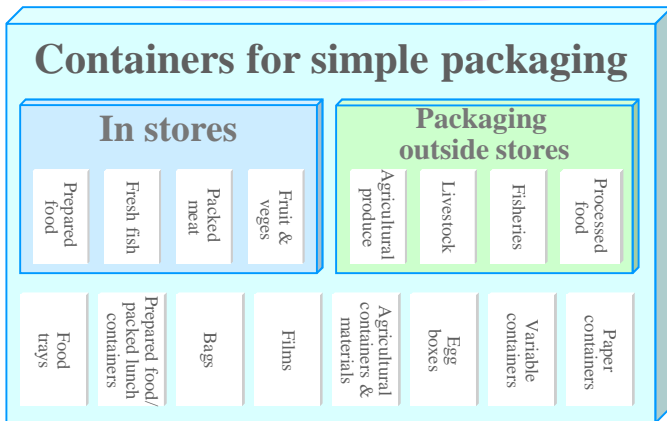 Containers for simple packaging
In stores
Packaging
outside stores
Prepared
food
Fresh fish
Packed
meat
Fruit &
veges
Agricultural
produce
Livestock
Fisheries
Processed
food
Food
trays
Prepared food/
packed lunch
containers
Bags
Films
Agricultural
containers &
materials
Egg
boxes
Variable
containers
Paper
containers